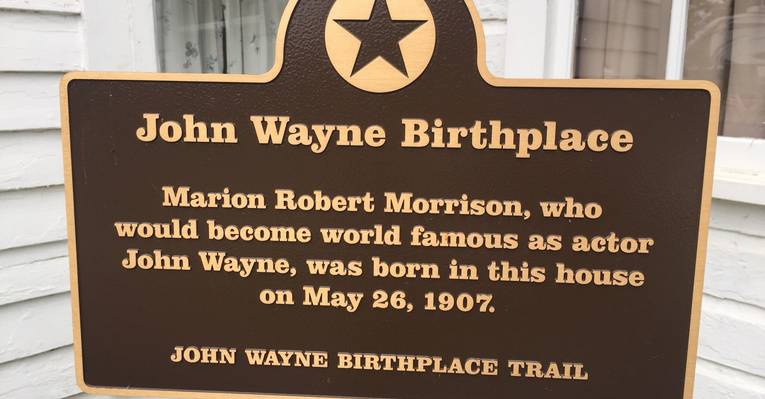 John Wayne Birthplace
Marion Robert Morrison, who
would become world famous as actor
John Wayne, was born in this house
on May 26, 1907.
JOHN WAYNE BIRTHPLACE TRAIL